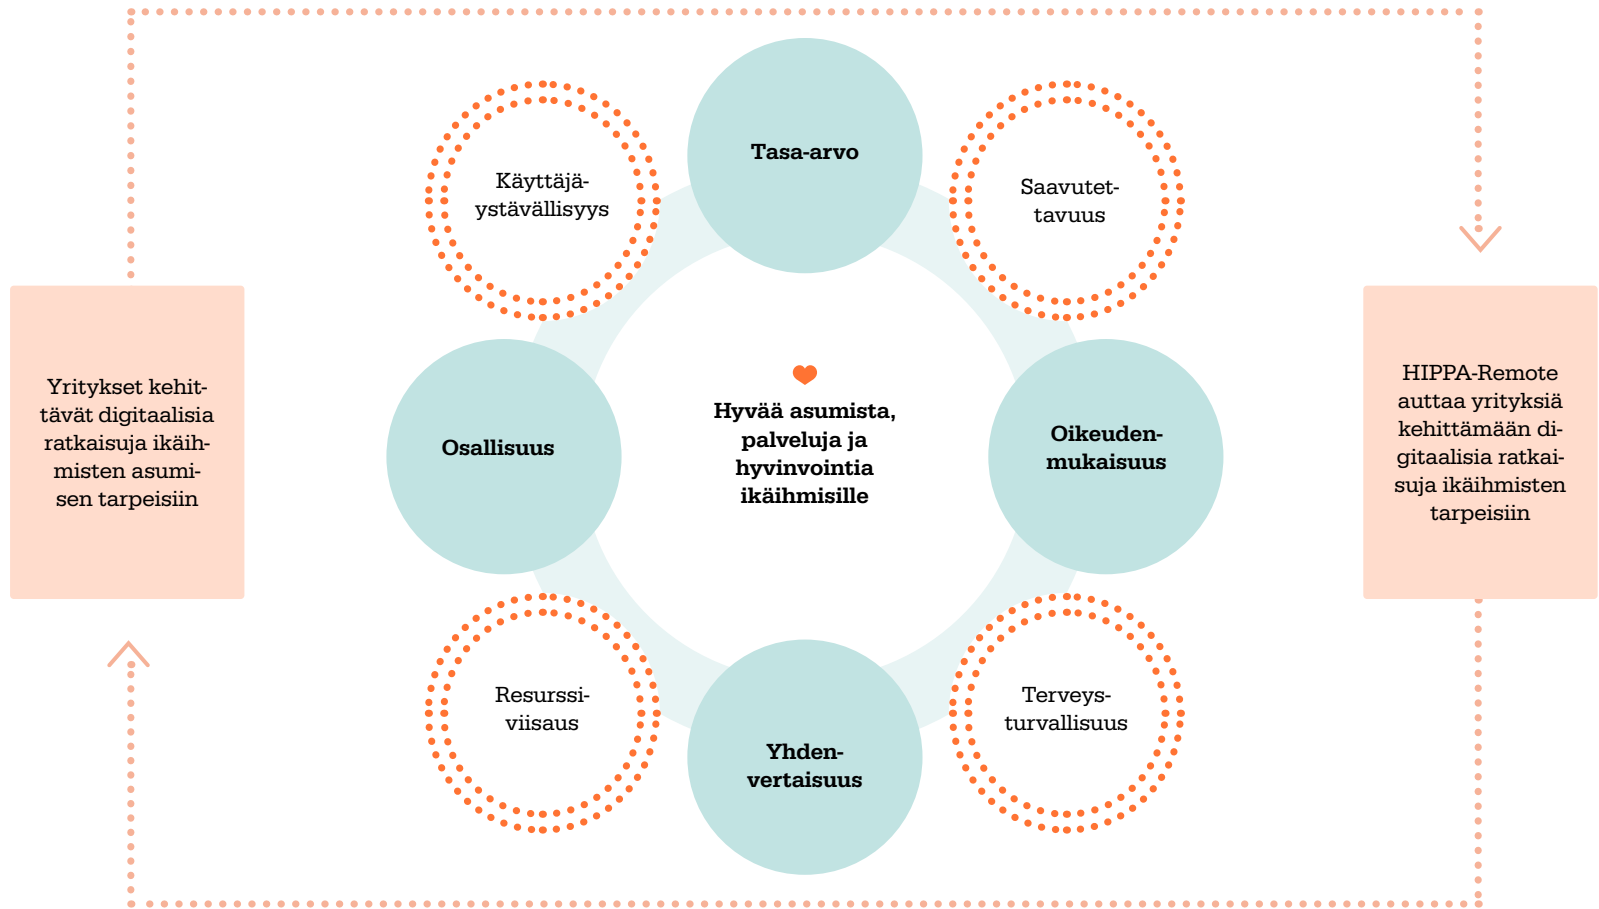 Tasa-arvo
Käyttäjä-
ystävällisyys
Saavutet-
tavuus
Yritykset kehit-
tävät digitaalisia
ratkaisuja ikäih-
misten asumi-
sen tarpeisiin
Osallisuus
Hyvää asumista,
palveluja ja
hyvinvointia
ikäihmisille
Oikeuden-
mukaisuus
HIPPA-Remote
auttaa yrityksiä
kehittämään di-
gitaalisia ratkai-
suja ikäihmisten
tarpeisiin
Resurssi-
viisaus
Terveys-
turvallisuus
Yhden-
vertaisuus